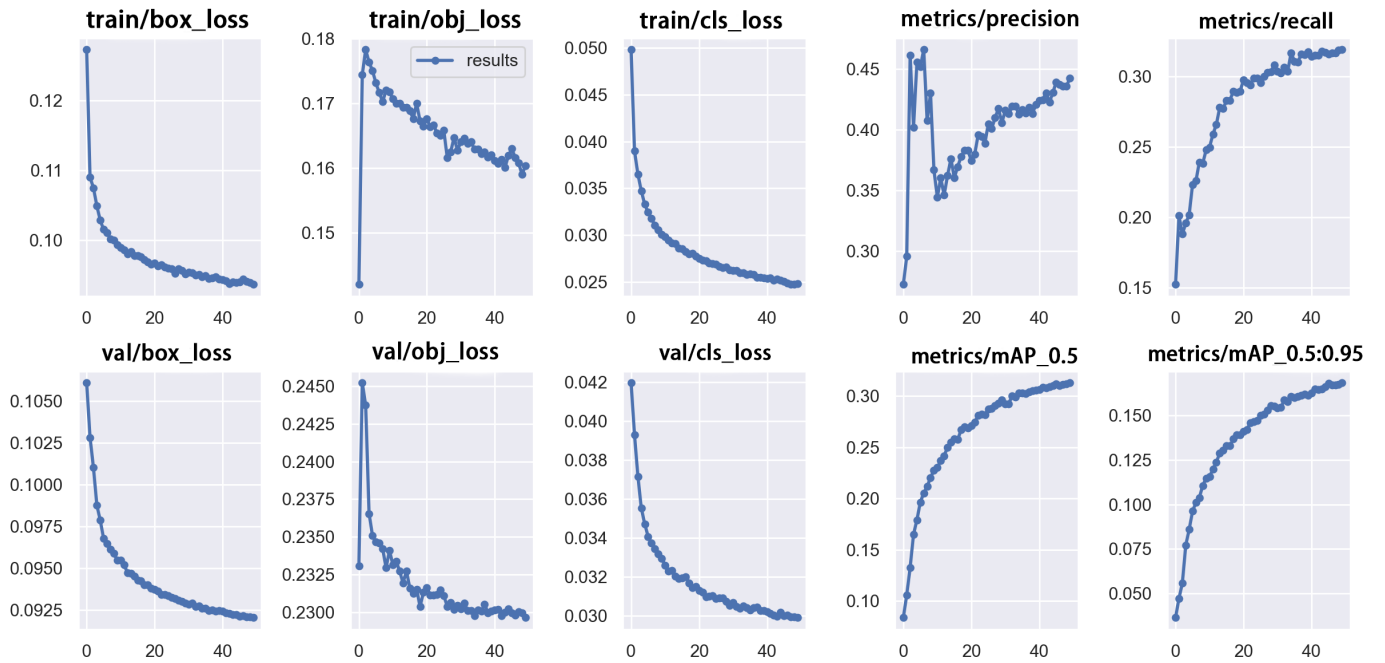 train/box_loss
train/obj_loss
train/cls_loss
metrics/precision
metrics/recall
0.12
0.11
0.10
0 20 40
0.18
0.17
0.16
0.15
results
0 20 40
0.050
0.045
0.040
0.035
0.030
0.025
0 20 40
0.45
0.40
0.35
0.30
0 20 40
0.30
0.25
0.20
0.15
0 20 40
val/box_loss
val/obj_loss
val/cls_loss
metrics/mAP_0.5
metrics/mAP_0.5:0.95
0.1050
0.1025
0.1000
0.0975
0.0950
0.0925
0 20 40
0.2450
0.2425
0.2400
0.2375
0.2350
0.2325
0.2300
0 20 40
0.042
0.040
0.038
0.036
0.034
0.032
0.030
0 20 40
0.30
0.25
0.20
0.15
0.10
0 20 40
0.150
0.125
0.100
0.075
0.050
0 20 40